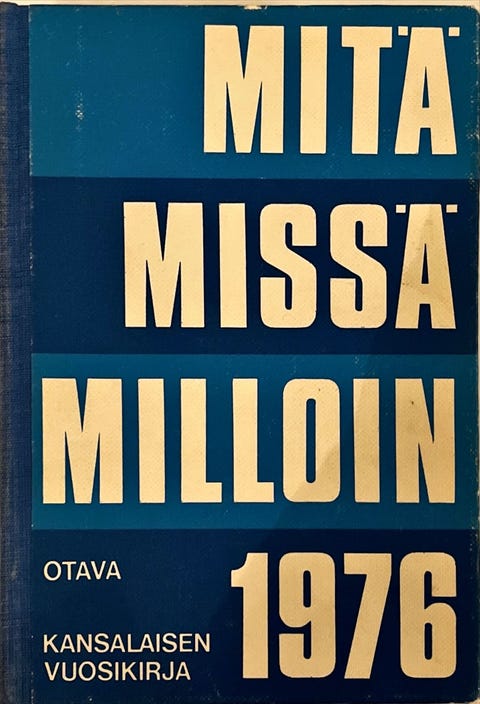 MITÄ
MISSÄ
MILLOIN
1976
OTAVA
KANSALAISEN
VUOSIKIRJA